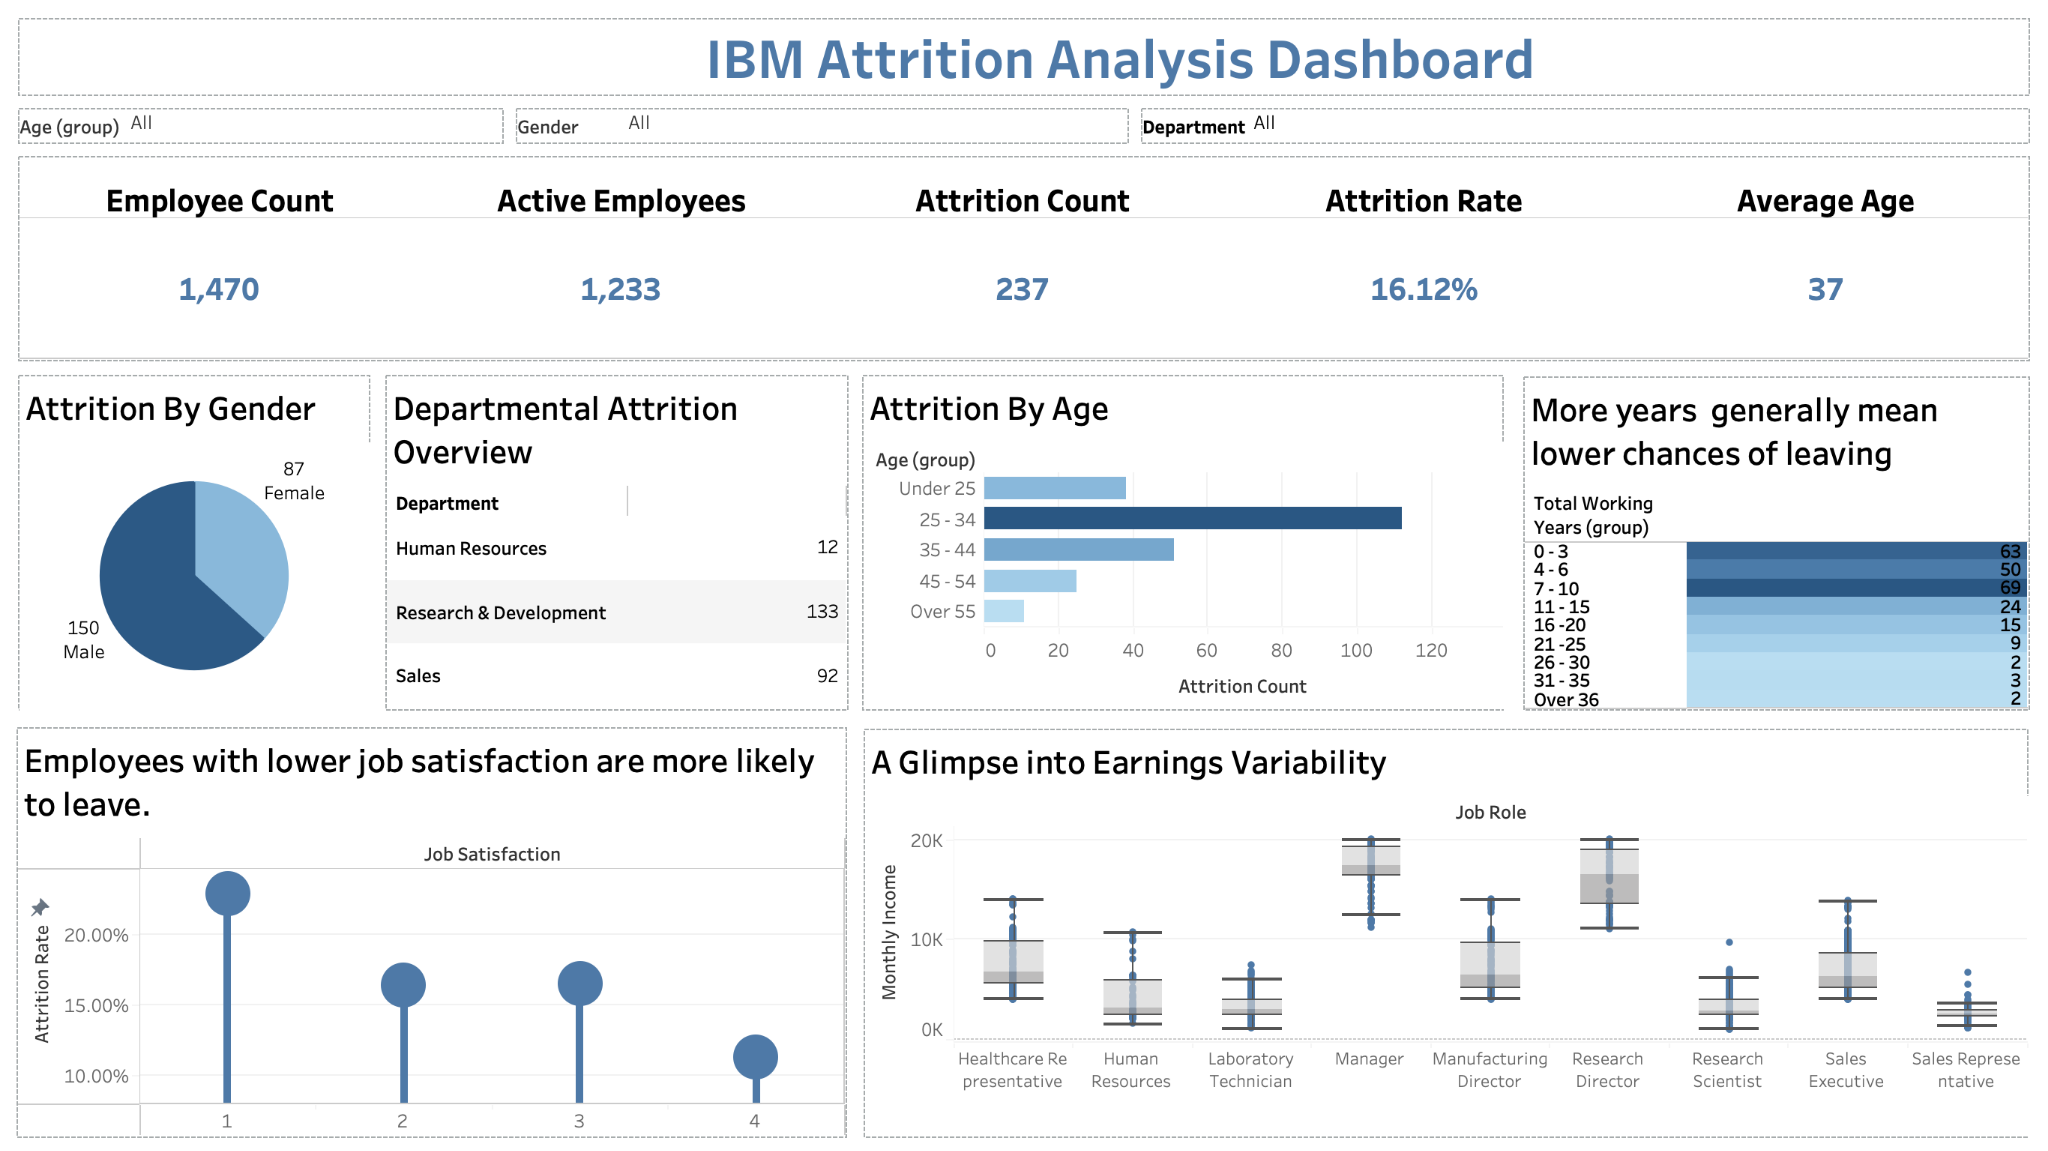 IBM Attrition Analysis Dashboard
Age (group) All
Gender All
Department All
Employee Count
Active Employees
Attrition Count
Attrition Rate
Average Age
1,470
1,233
237
16.12%
37
Attrition By Gender
87
Female
150
Male
Departmental Attrition
Overview
Department
Human Resources 12
Research & Development 133
Sales 92
Attrition By Age
Age (group)
Under 25
25 - 34
35 - 44
45 - 54
Over 55
0 20 40 60 80 100 120
Attrition Count
More years  generally mean
lower chances of leaving
Total Working
Years (group)
0 - 3 63
4 - 6 50
7 - 10 69
11 - 15 24
16 -20 15
21 -25 9
26 - 30 2
31 - 35 3
Over 36 2
Employees with lower job satisfaction are more likely
to leave.
Job Satisfaction
Attrition Rate
20.00%
15.00%
10.00%
1 2 3 4
A Glimpse into Earnings Variability
Job Role
Monthly Income
20K
10K
0K
Healthcare Re
presentative
Human
Resources
Laboratory
Technician
Manager
Manufacturing
Director
Research
Director
Research
Scientist
Sales
Executive
Sales Represe
ntative